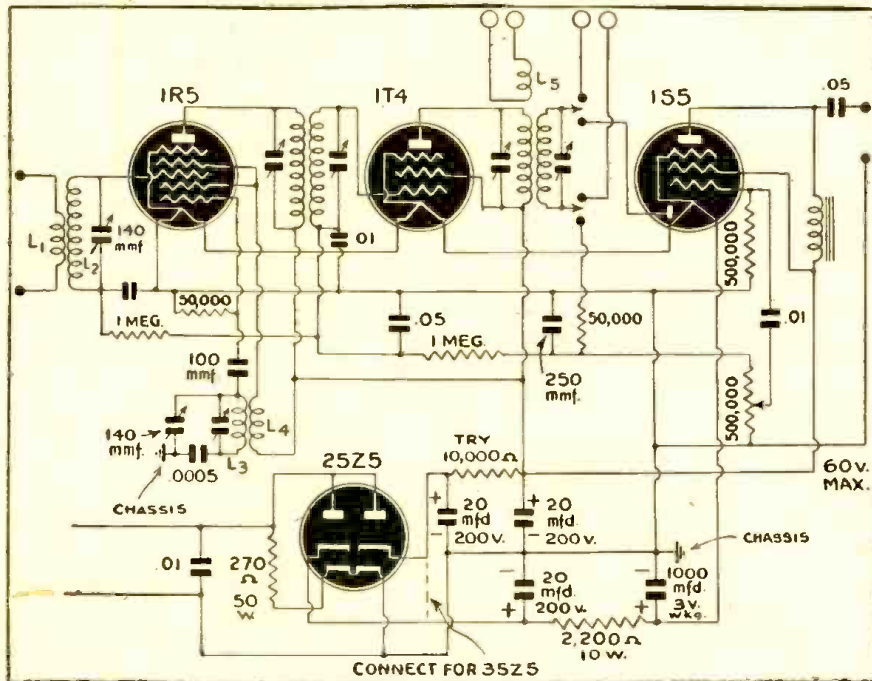 1R5
1T4
1S5
L5
.05
L1
L2
140
mmf.
.01
50,000
1 MEG.
.05
1 MEG.
250
mmf.
50,000
500,000
.01
500,000
100
mmf.
140
mmf.
.0005
L3
L4
CHASSIS
25Z5
TRY
10,000Ω
60 V.
MAX.
+ 20
mfd
- 200 V.
+ 20
mfd
- 200 V.
CHASSIS
.01
270
Ω
50
W.
- 20
mfd
+ 200 V.
- 1000
mfd.
+ 3 V.
wkg.
2,200Ω
10 W.
CONNECT FOR 35Z5